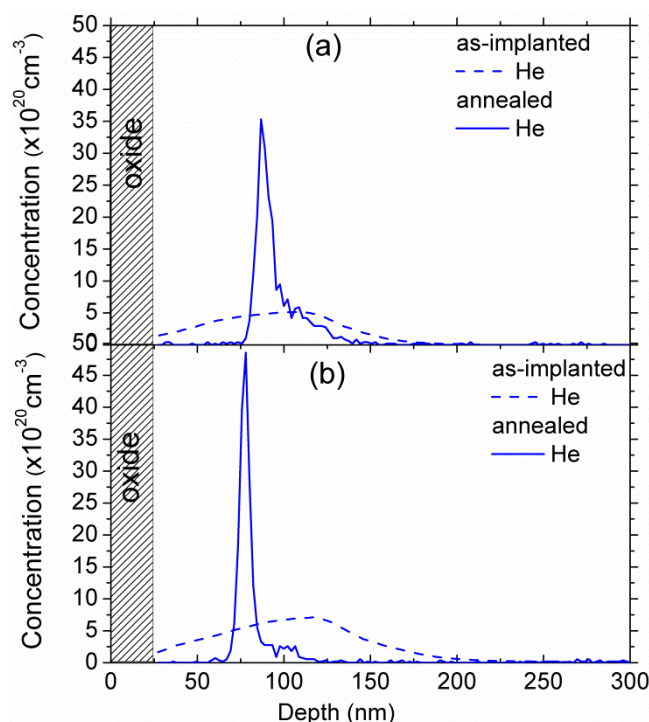 (a)
as-implanted
He
annealed
He
50
45
40
35
30
25
20
15
10
5
Concentration (x10²⁰cm⁻³)
oxide
(b)
as-implanted
He
annealed
He
50
45
40
35
30
25
20
15
10
5
0
Concentration (x10²⁰cm⁻³)
oxide
0 50 100 150 200 250 300
Depth (nm)